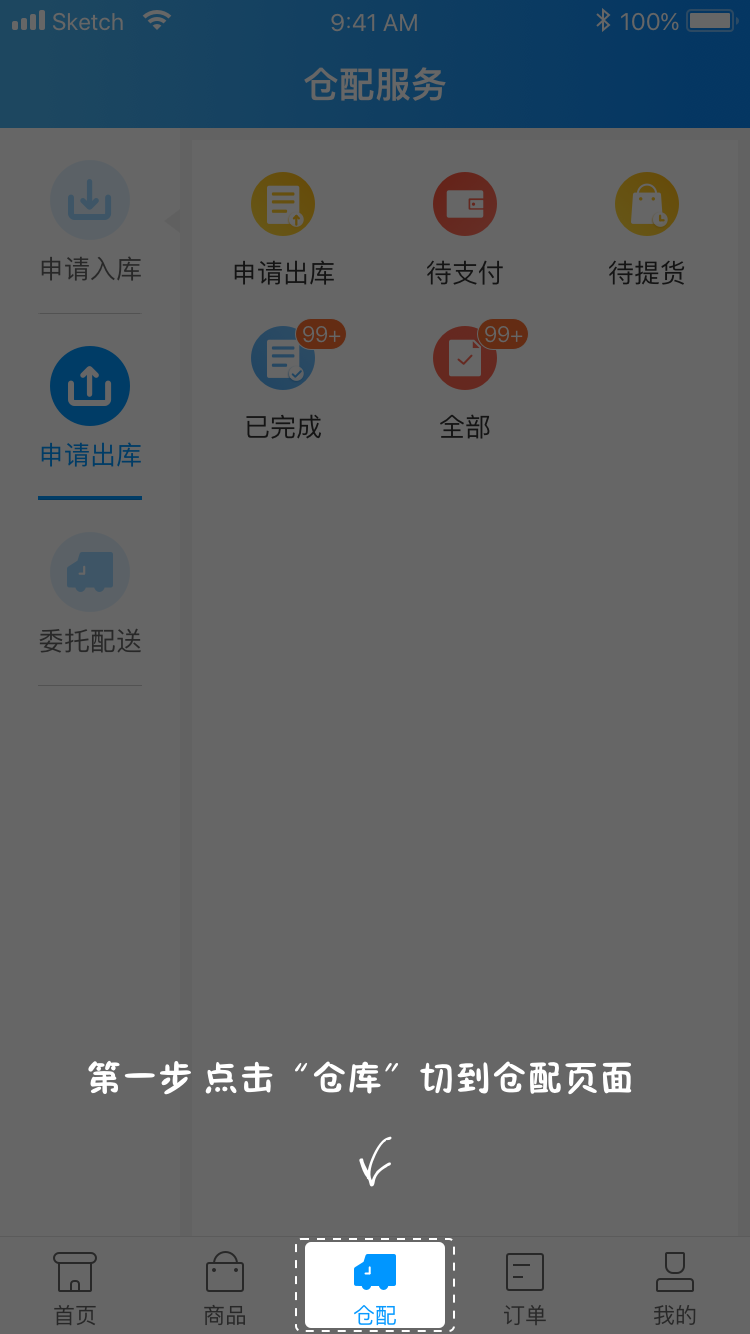 Sketch 9:41 AM 100%
仓配服务
申请入库
申请出库
委托配送
申请出库 待支付 待提货
99+ 99+
已完成 全部
第一步 点击“仓库”切到仓配页面
首页 商品 仓配 订单 我的